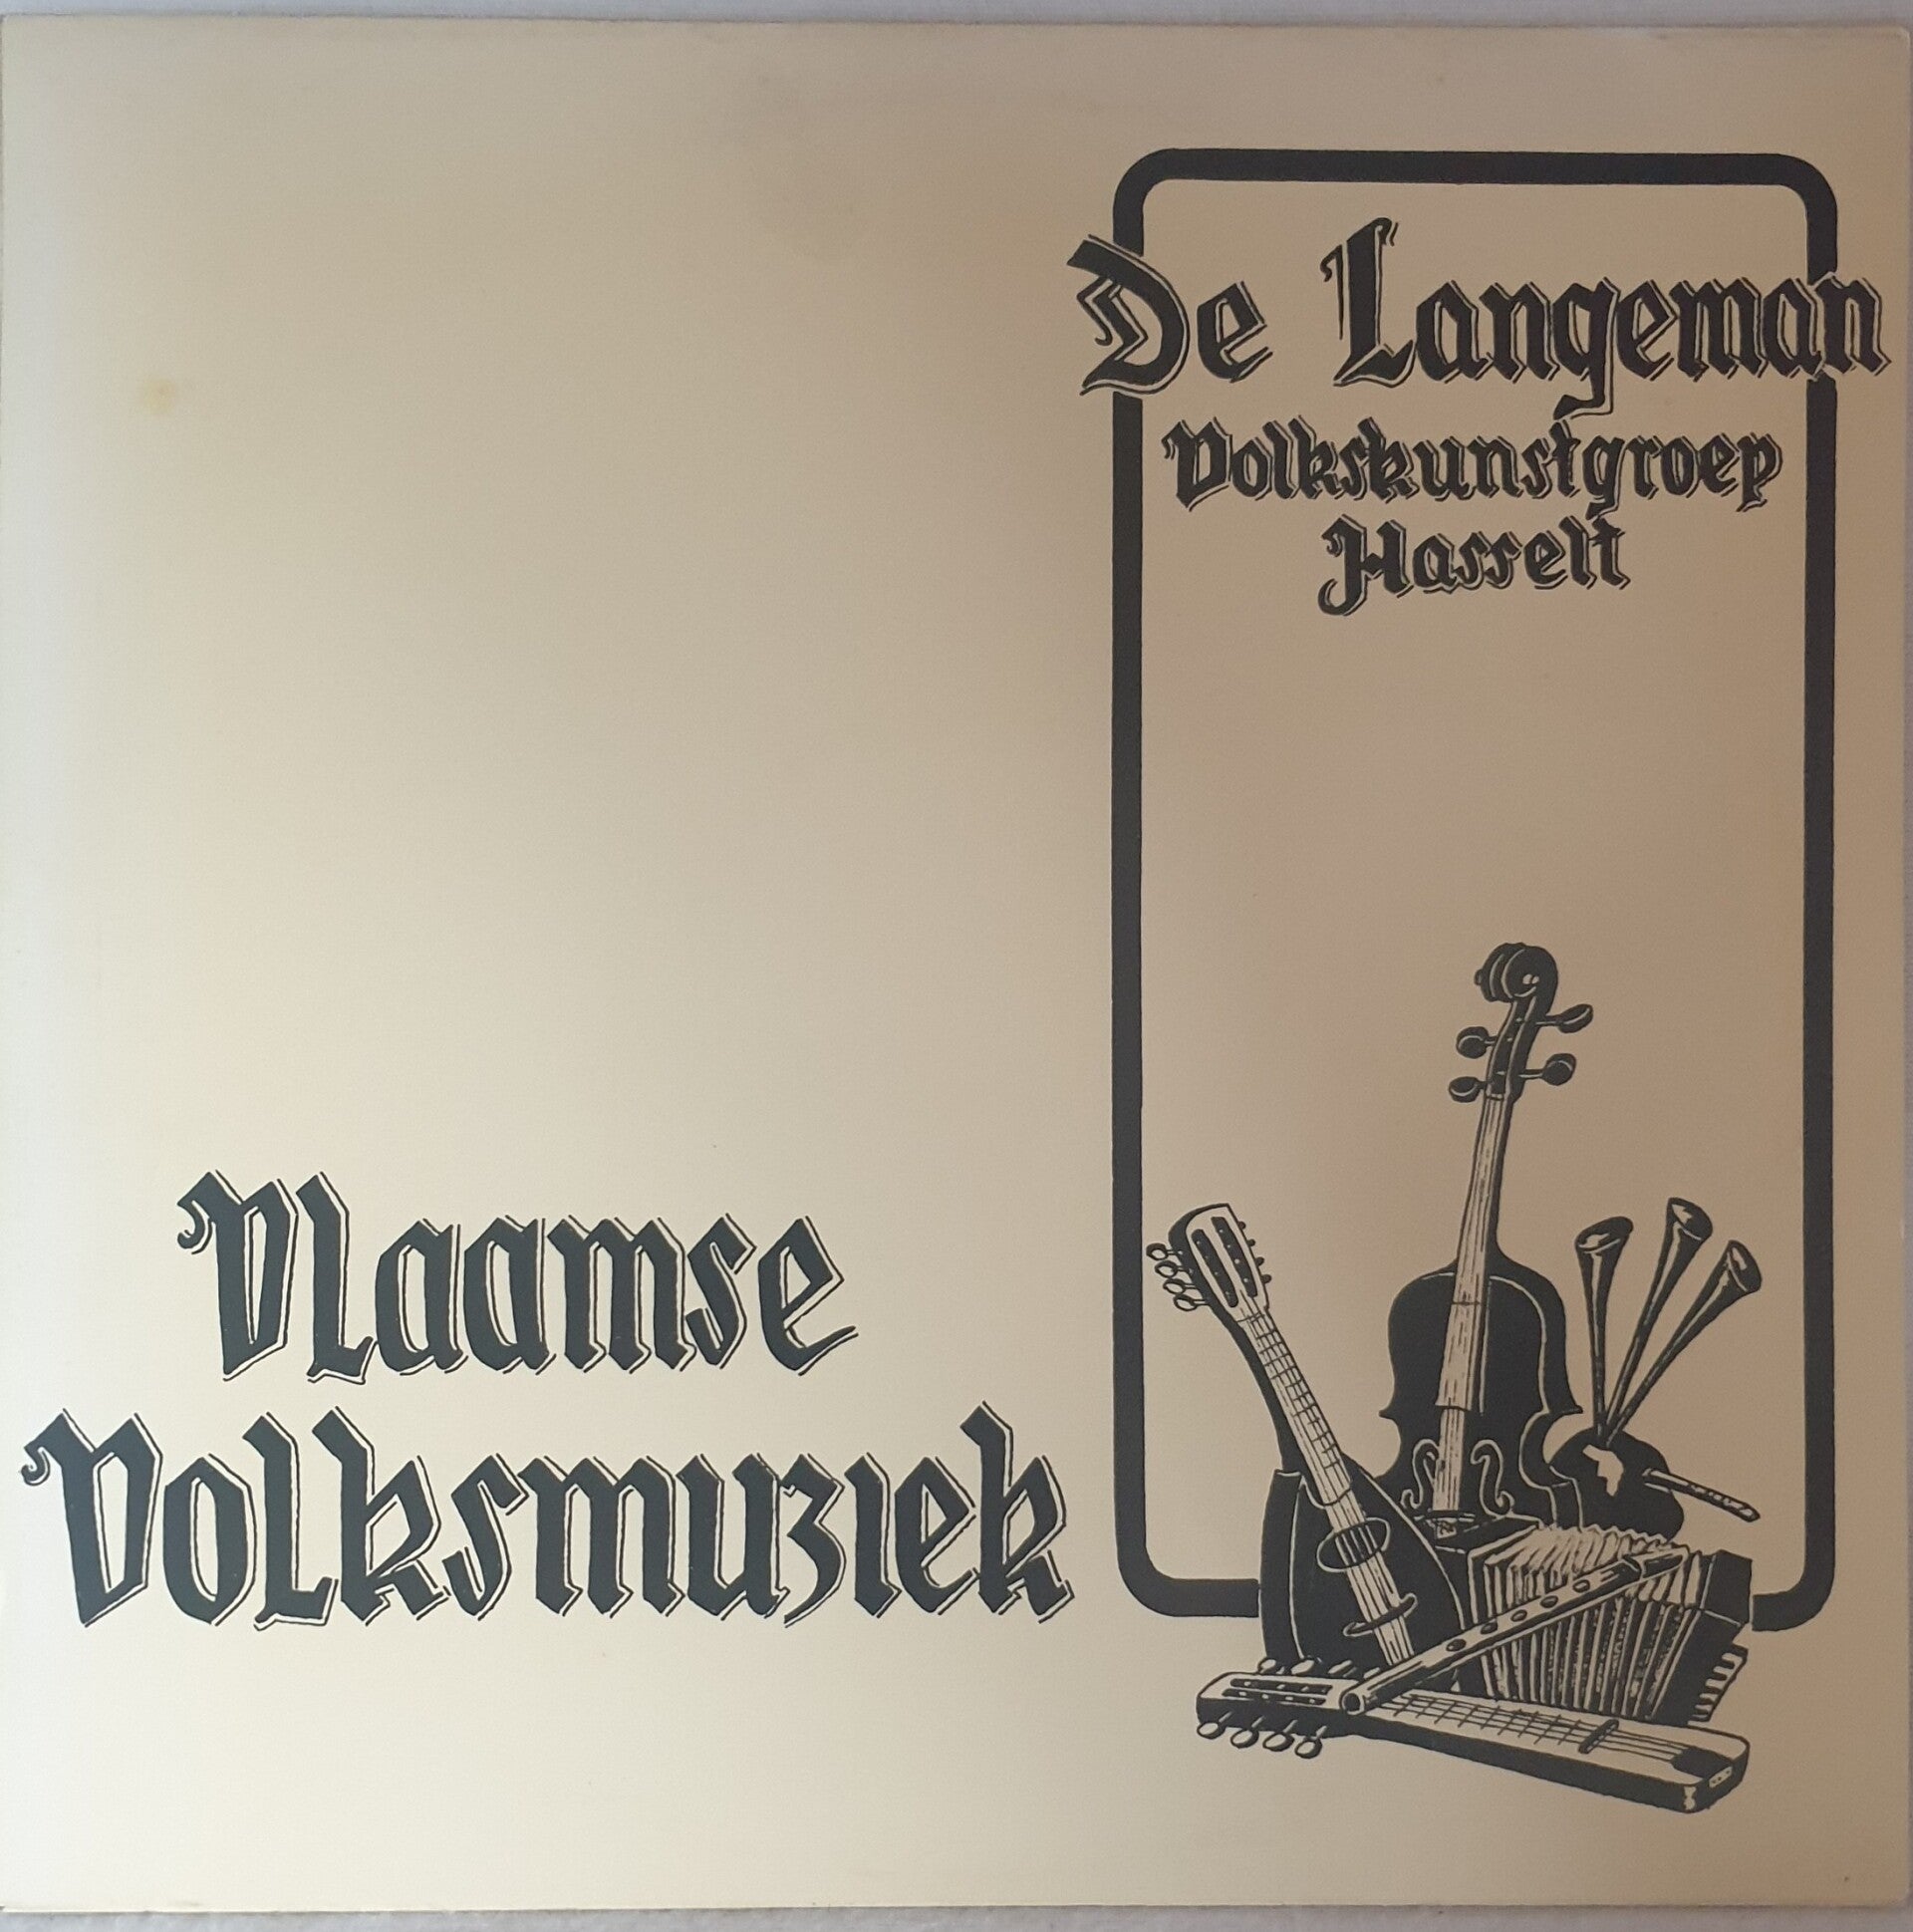 De Langeman
Volkskunstgroep
Hasselt
Vlaamse
Volksmuziek